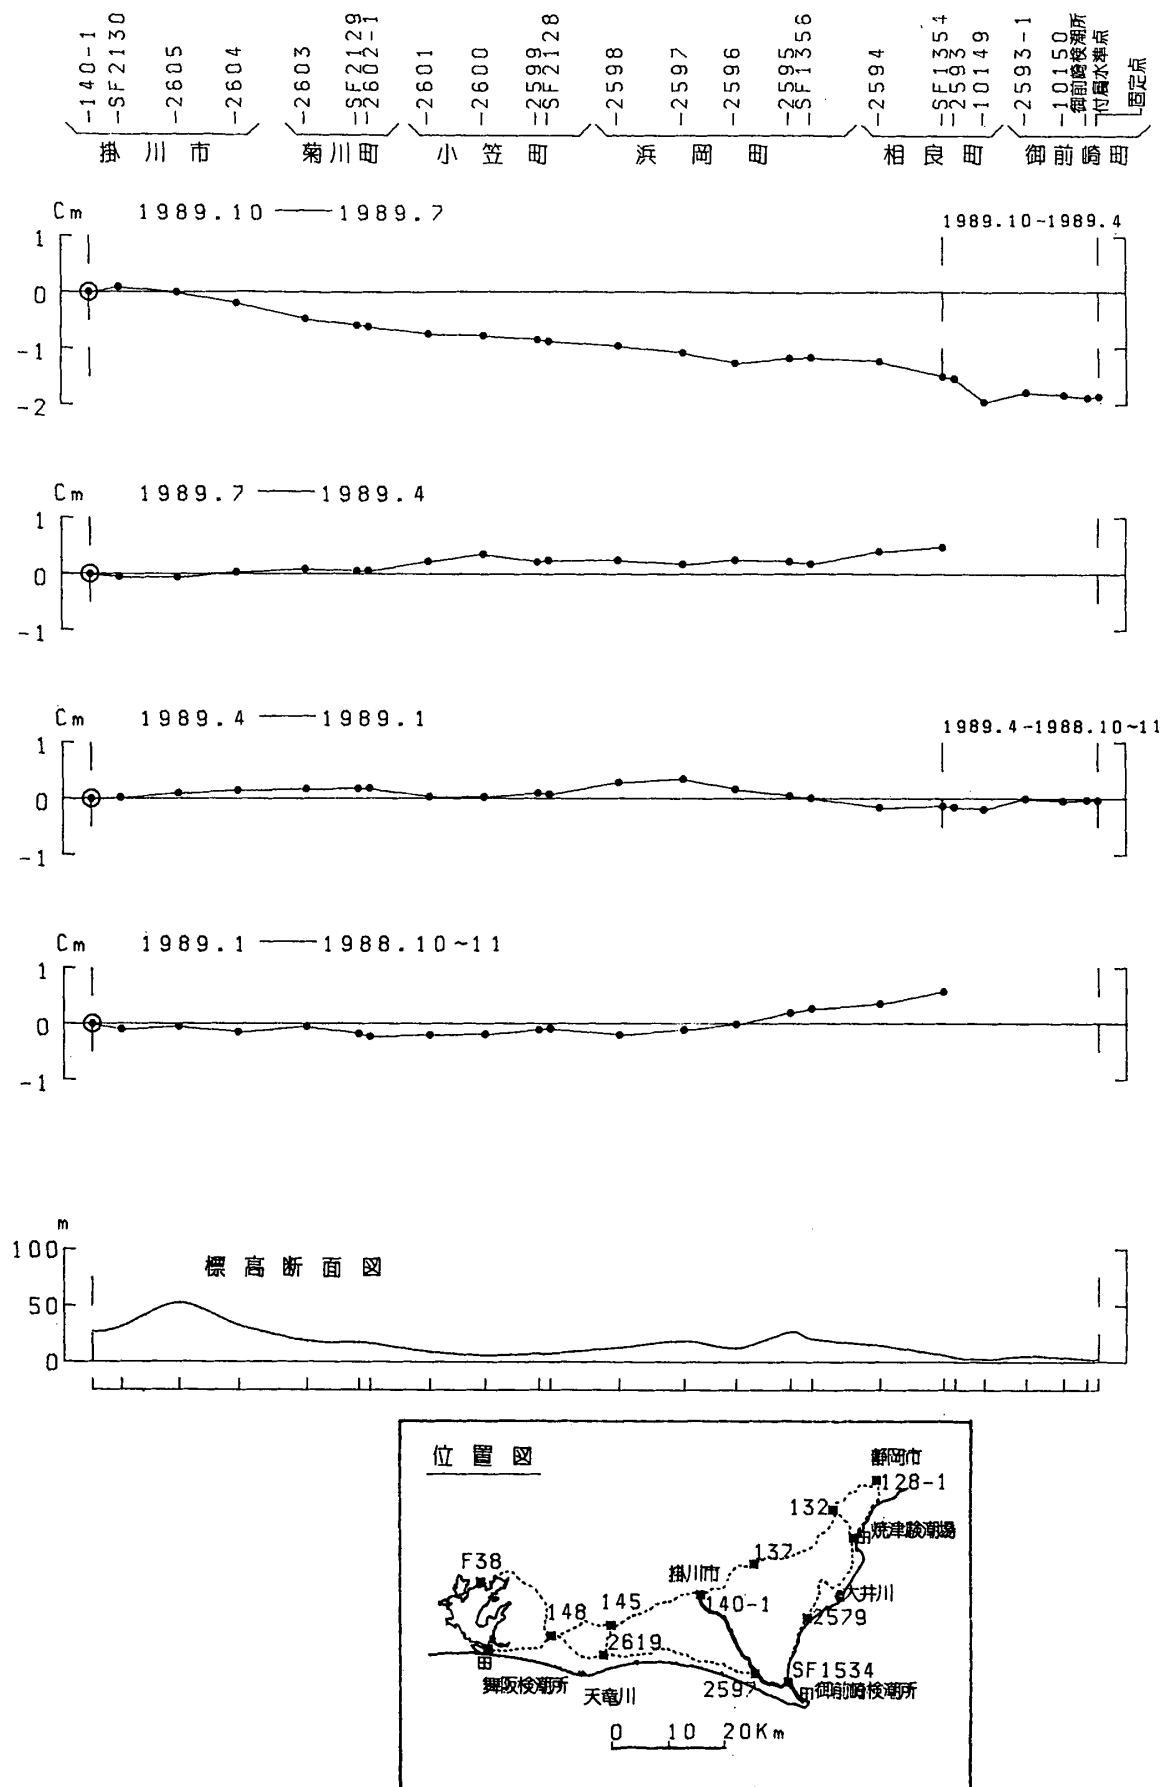 -140-1
-SF2130
-2605
-2604
-2603
=SF2129
-2602-1
-2601
-2600
=2599
SF2128
-2598
-2597
-2596
=2595
SF1356
-2594
=SF1354
-2593
-10149
-2593-1
-10150
御前崎検潮所
付属水準点
固定点
掛川市
菊川町
小笠町
浜岡町
相良町
御前崎町
Cm 1989.10 —— 1989.7
1989.10-1989.4
1
0
-1
-2
Cm 1989.7 —— 1989.4
1
0
-1
Cm 1989.4 —— 1989.1
1989.4-1988.10~11
1
0
-1
Cm 1989.1 —— 1988.10~11
1
0
-1
m
100
50
0
標高断面図
位置図
静岡市
128-1
132
焼津験潮場
137
F38
掛川市
140-1
大井川
145
148
2579
2619
SF1534
舞阪検潮所
天竜川
2597
御前崎検潮所
0 10 20Km